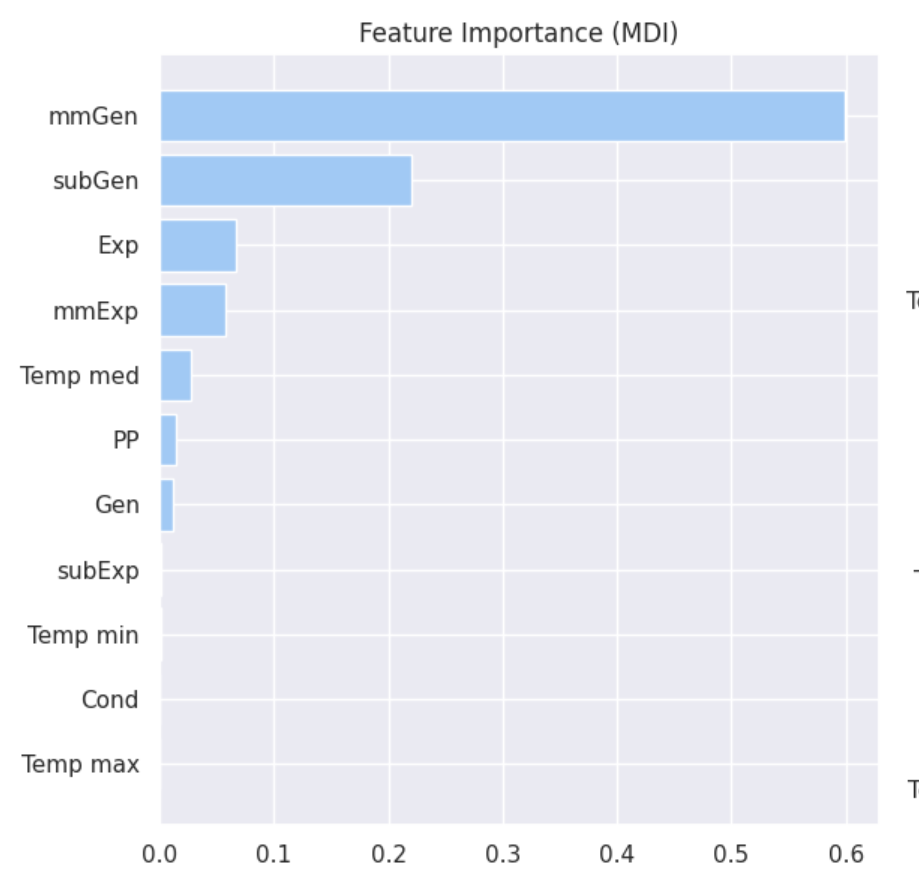 Feature Importance (MDI)
mmGen
subGen
Exp
mmExp
Temp med
PP
Gen
subExp
Temp min
Cond
Temp max
0.0 0.1 0.2 0.3 0.4 0.5 0.6